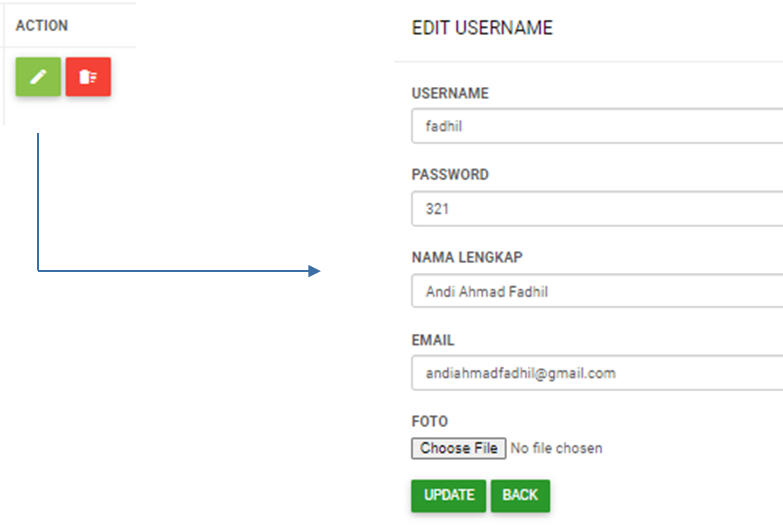 ACTION
EDIT USERNAME
USERNAME
fadhil
PASSWORD
321
NAMA LENGKAP
Andi Ahmad Fadhil
EMAIL
andiahmadfadhil@gmail.com
FOTO
Choose File No file chosen
UPDATE BACK